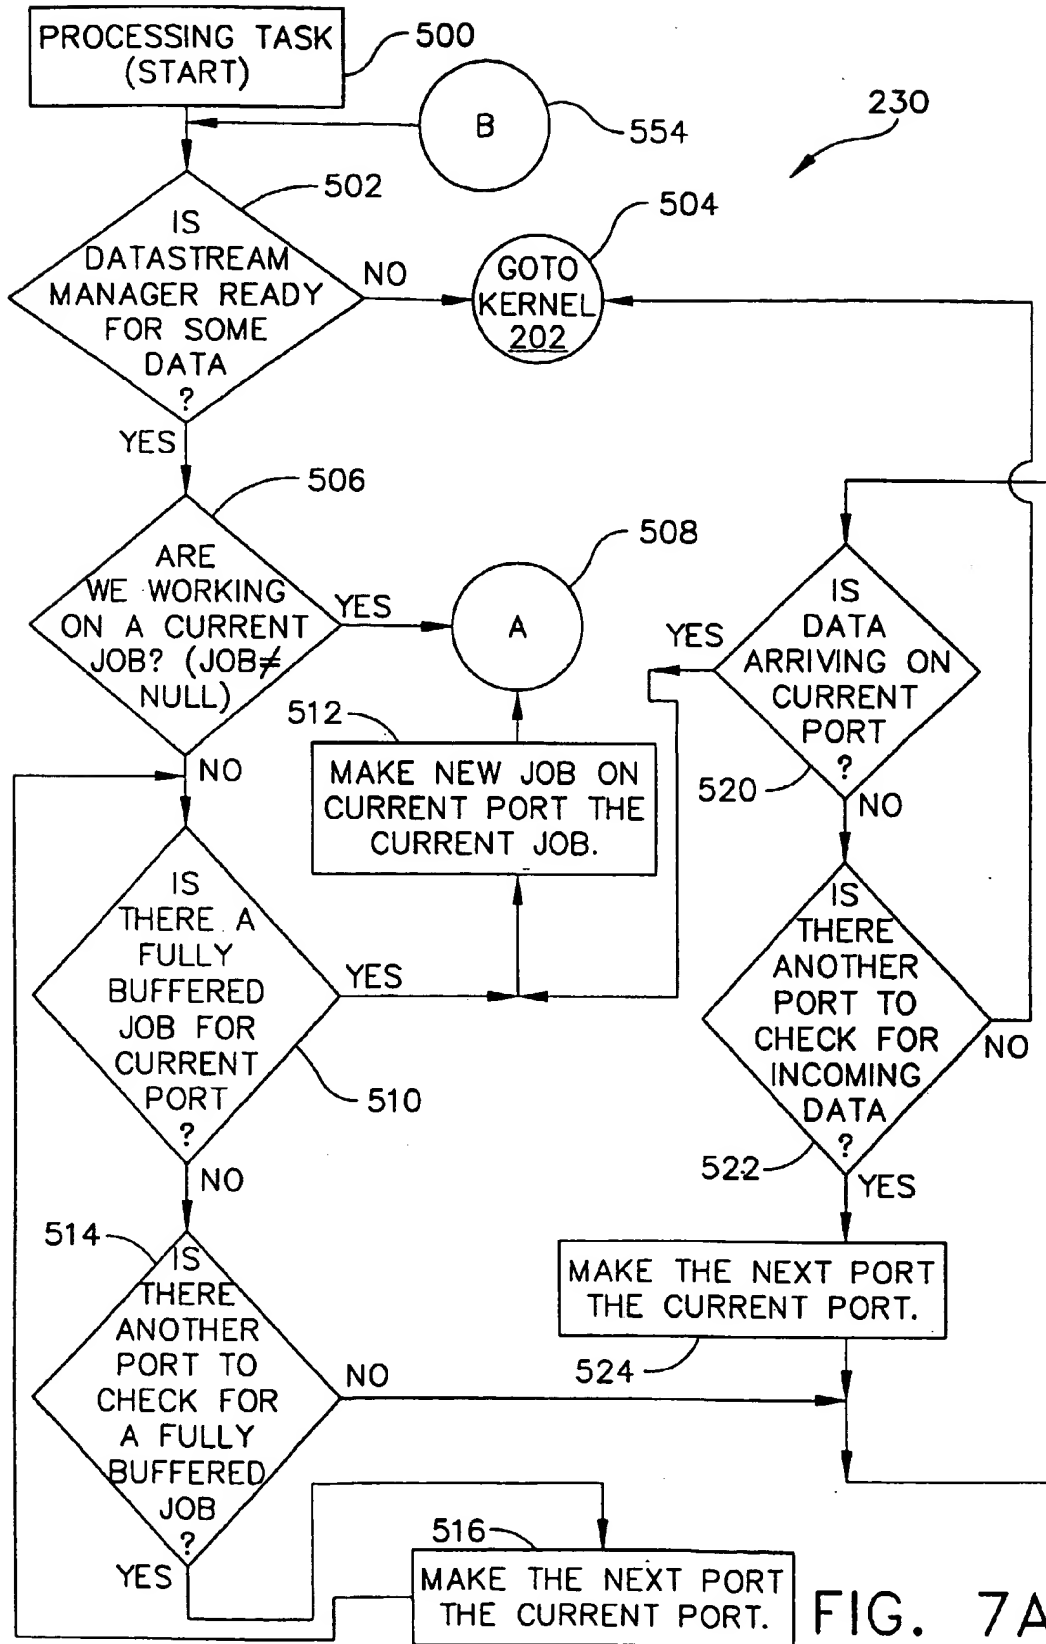 PROCESSING TASK
(START)
500
B
554
230
502
IS
DATASTREAM
MANAGER READY
FOR SOME
DATA
?
NO
504
GOTO
KERNEL
202
YES
506
ARE
WE WORKING
ON A CURRENT
JOB? (JOB≠
NULL)
YES
508
A
NO
512
MAKE NEW JOB ON
CURRENT PORT THE
CURRENT JOB.
YES
IS
DATA
ARRIVING ON
CURRENT
PORT
?
520
NO
IS
THERE A
FULLY
BUFFERED
JOB FOR
CURRENT
PORT
?
YES
510
NO
IS
THERE
ANOTHER
PORT TO
CHECK FOR
INCOMING
DATA
?
NO
522
YES
514
IS
THERE
ANOTHER
PORT TO
CHECK FOR
A FULLY
BUFFERED
JOB
?
NO
YES
MAKE THE NEXT PORT
THE CURRENT PORT.
524
516
MAKE THE NEXT PORT
THE CURRENT PORT.
FIG. 7A